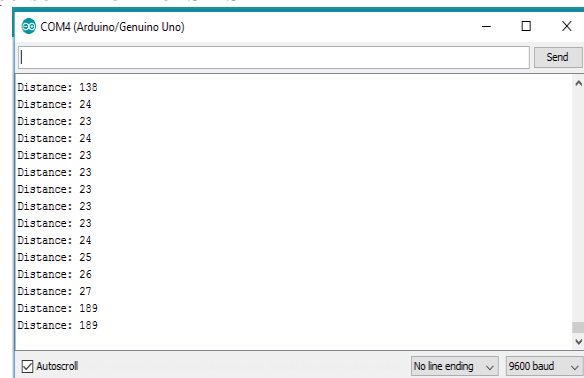 COM4 (Arduino/Genuino Uno)
Send
Distance: 138
Distance: 24
Distance: 23
Distance: 24
Distance: 23
Distance: 23
Distance: 23
Distance: 23
Distance: 23
Distance: 24
Distance: 25
Distance: 26
Distance: 27
Distance: 189
Distance: 189
Autoscroll
No line ending
9600 baud